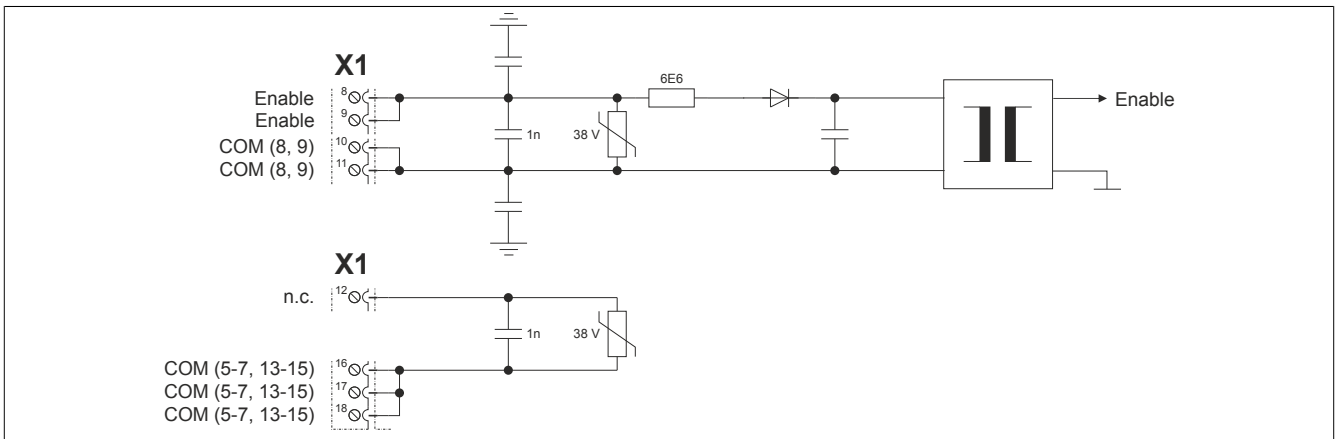 X1
8
Enable
9
Enable
10
COM (8, 9)
11
COM (8, 9)
1n
38 V
6E6
Enable
X1
12
n.c.
1n
38 V
16
COM (5-7, 13-15)
17
COM (5-7, 13-15)
18
COM (5-7, 13-15)